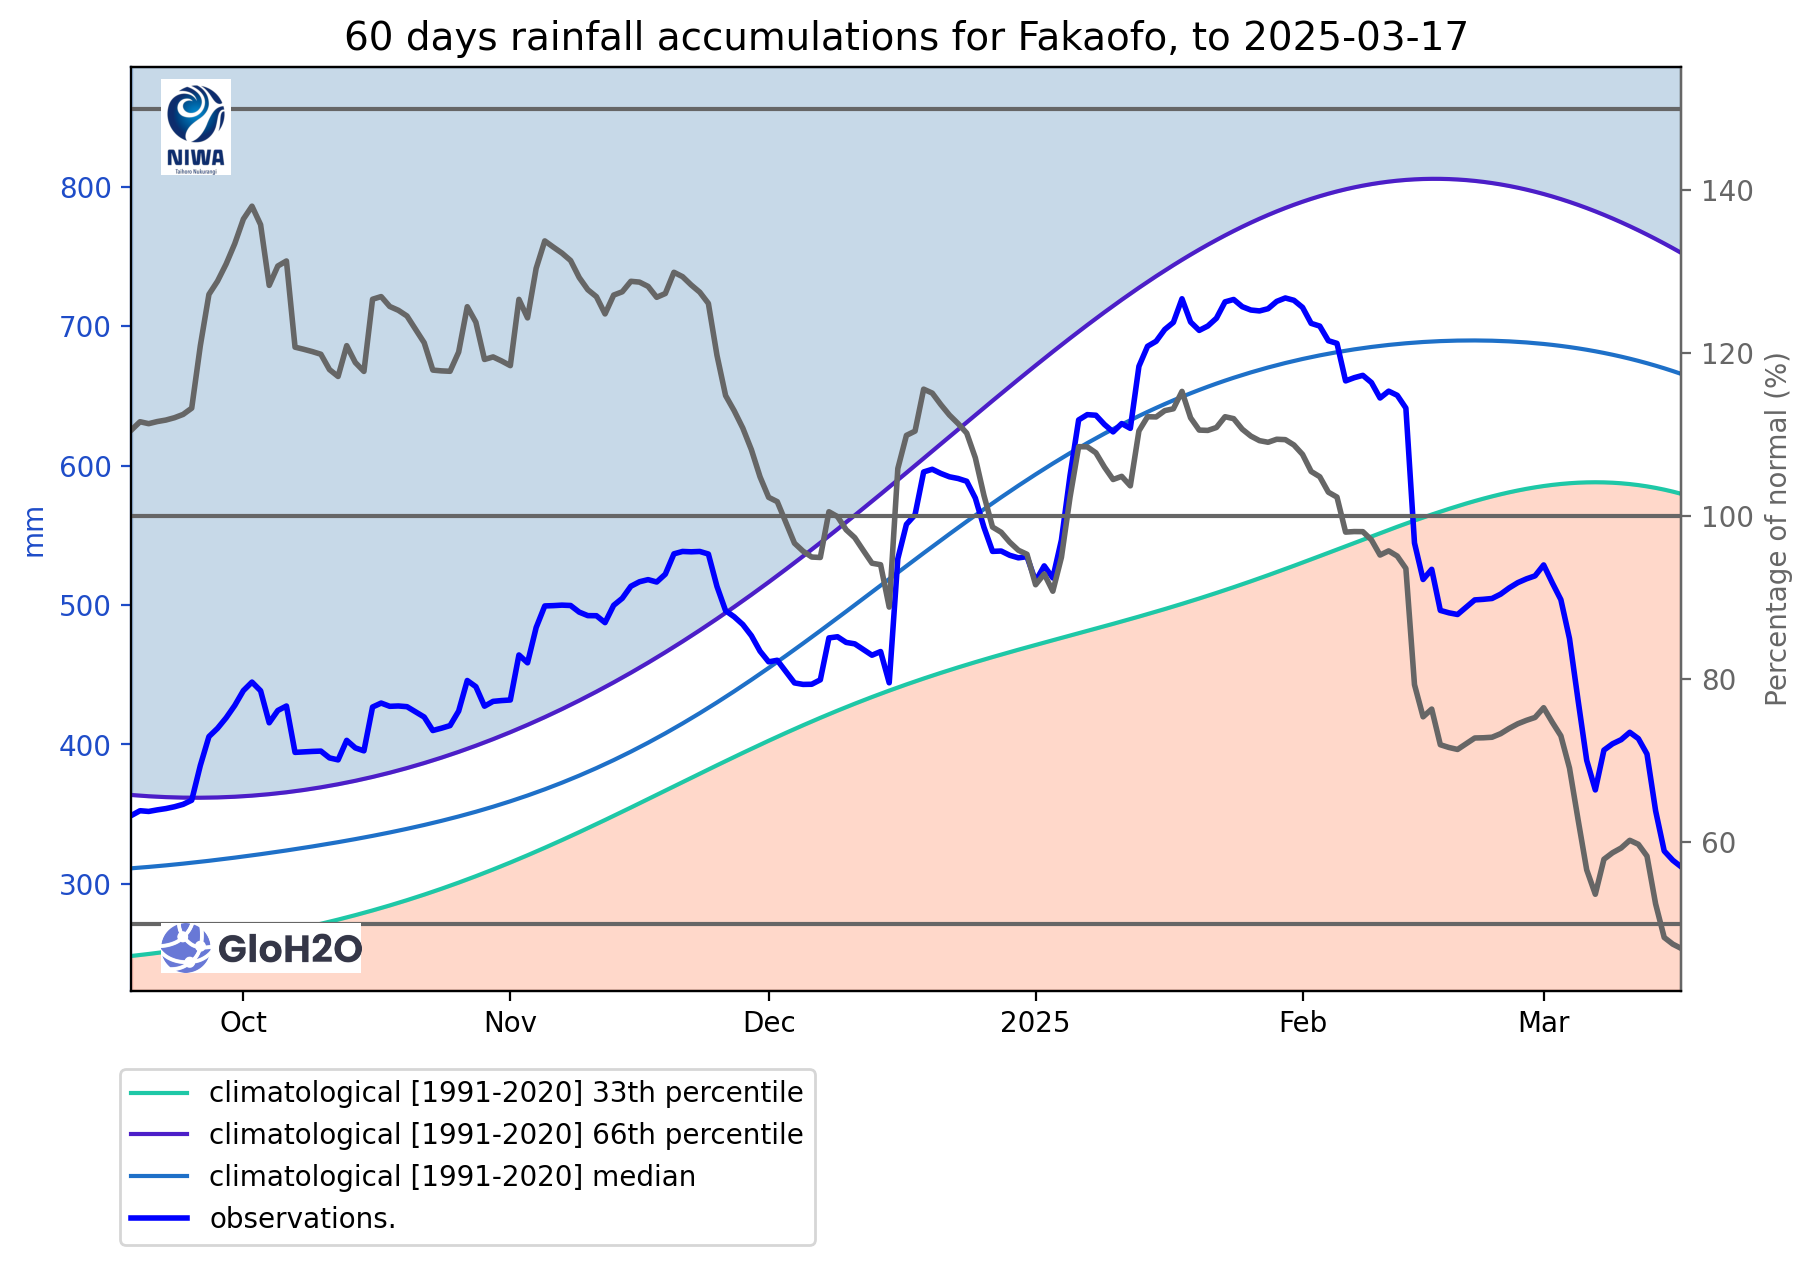 60 days rainfall accumulations for Fakaofo, to 2025-03-17
NIWA
Taihoro Nukurangi
800
700
600
500
400
300
mm
140
120
100
80
60
Percentage of normal (%)
GloH2O
Oct Nov Dec 2025 Feb Mar
climatological [1991-2020] 33th percentile
climatological [1991-2020] 66th percentile
climatological [1991-2020] median
observations.